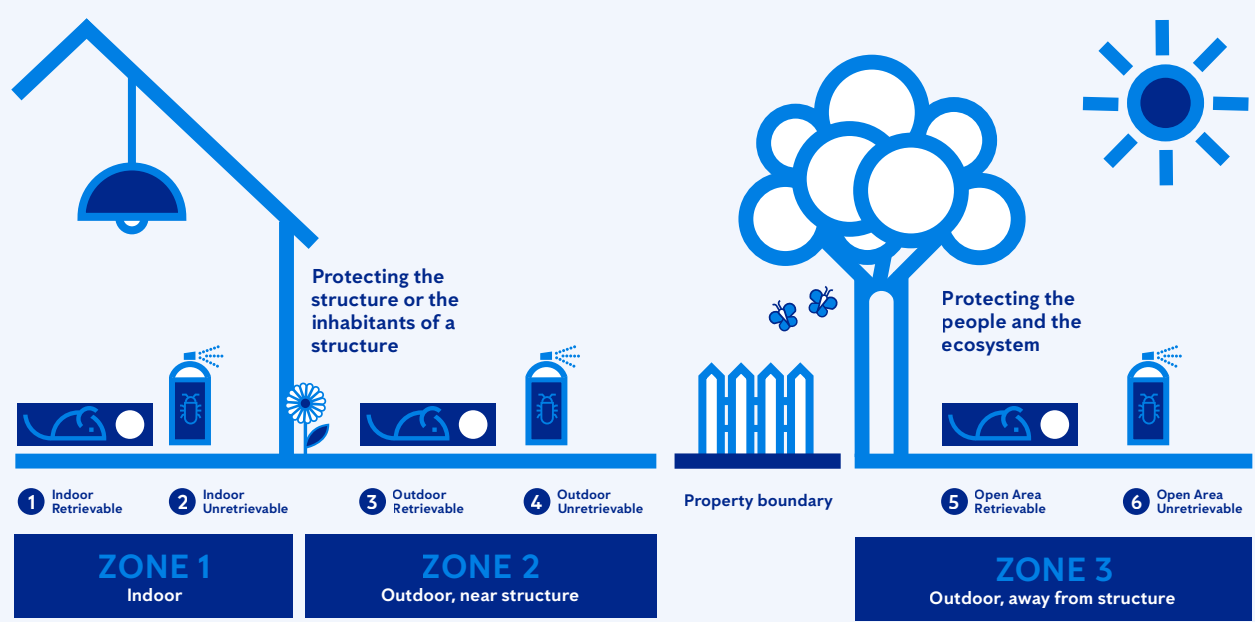 Protecting the
structure or the
inhabitants of a
structure
Protecting the
people and the
ecosystem
1 Indoor
Retrievable
2 Indoor
Unretrievable
3 Outdoor
Retrievable
4 Outdoor
Unretrievable
Property boundary
5 Open Area
Retrievable
6 Open Area
Unretrievable
ZONE 1
Indoor
ZONE 2
Outdoor, near structure
ZONE 3
Outdoor, away from structure